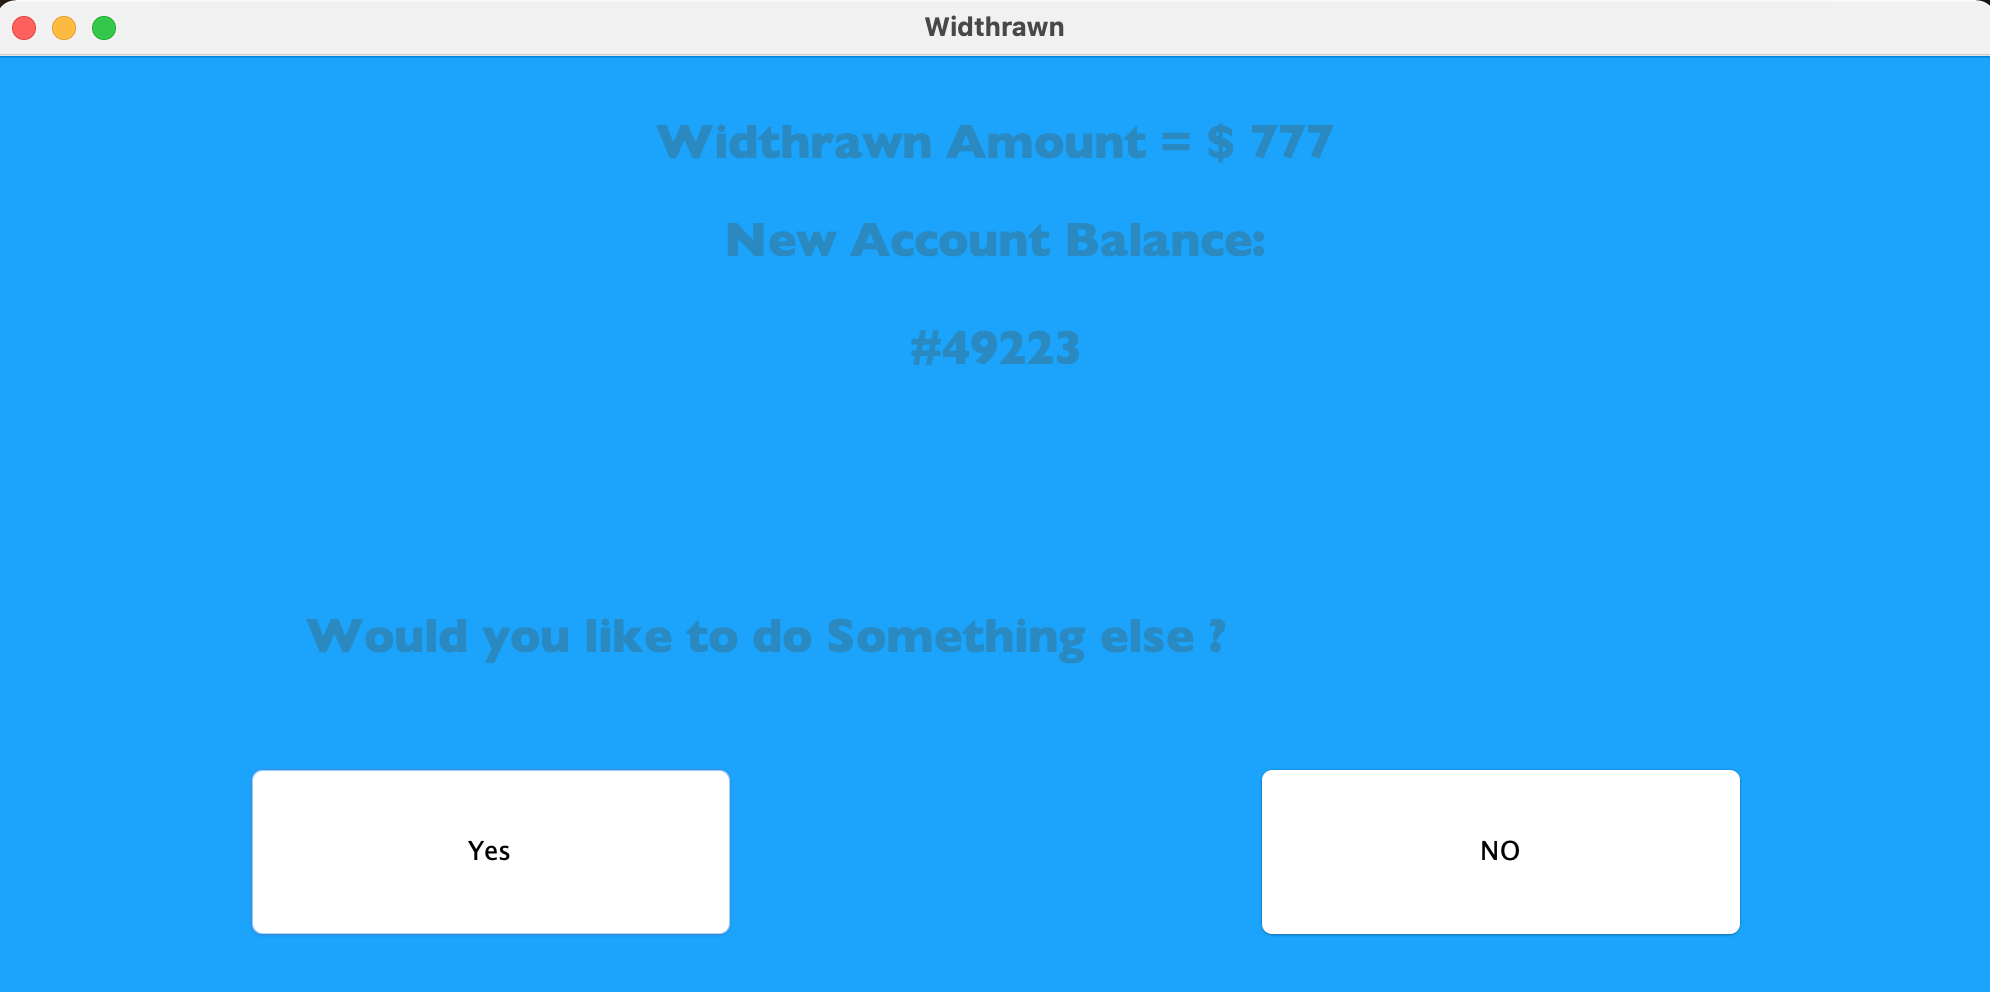 Widthrawn
Widthrawn Amount = $ 777
New Account Balance:
#49223
Would you like to do Something else ?
Yes
NO